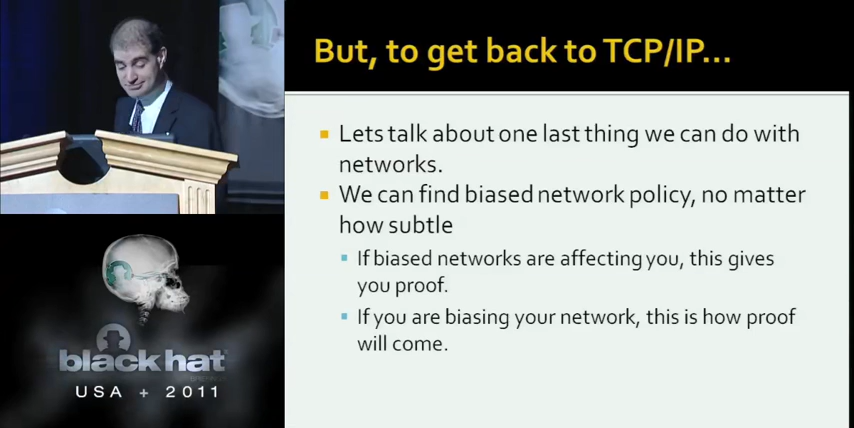 But, to get back to TCP/IP...
Lets talk about one last thing we can do with
networks.
We can find biased network policy, no matter
how subtle
If biased networks are affecting you, this gives
you proof.
If you are biasing your network, this is how proof
will come.
black hat
USA + 2011